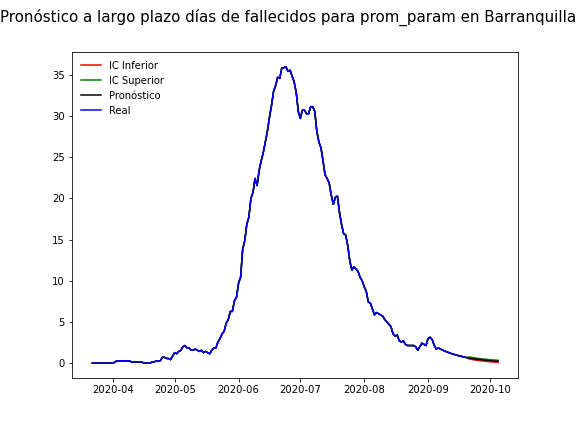 Pronóstico a largo plazo días de fallecidos para prom_param en Barranquilla
IC Inferior
IC Superior
Pronóstico
Real
35
30
25
20
15
10
5
0
2020-04 2020-05 2020-06 2020-07 2020-08 2020-09 2020-10